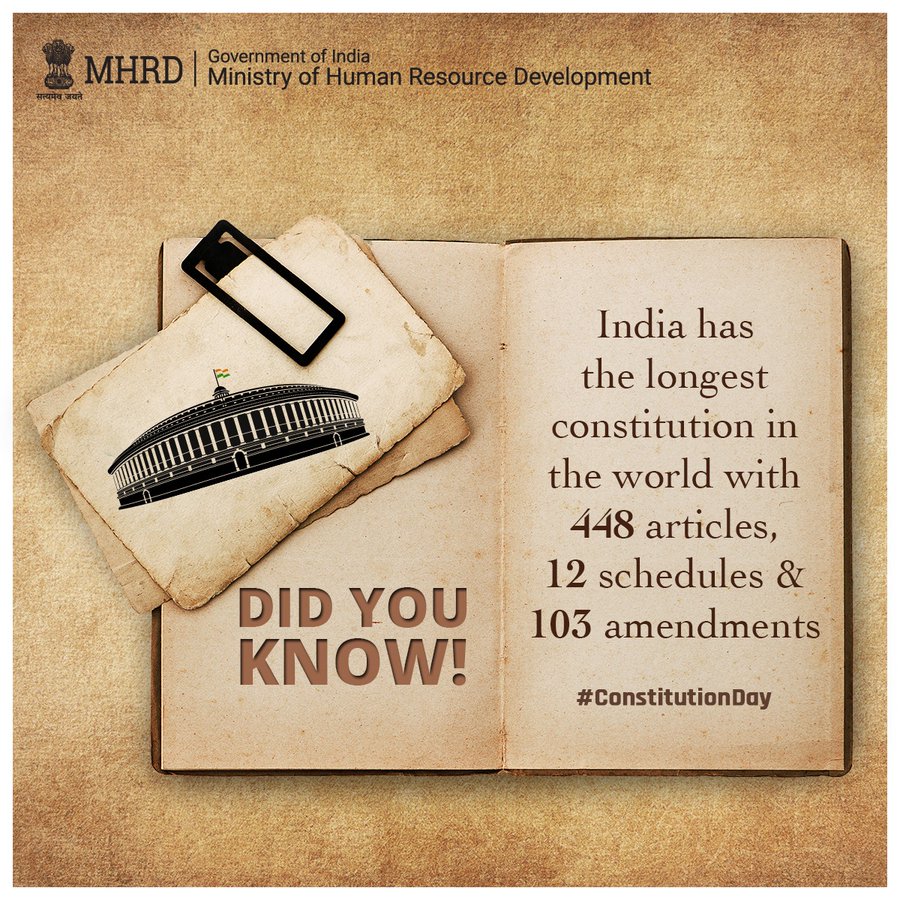 MHRD
सत्यमेव जयते
Government of India
Ministry of Human Resource Development
India has
the longest
constitution in
the world with
448 articles,
12 schedules &
103 amendments
#ConstitutionDay
DID YOU
KNOW!